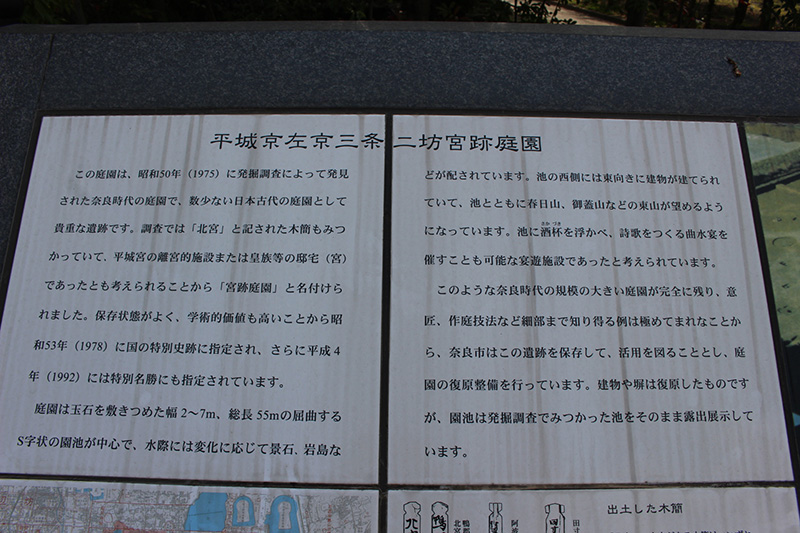 平城京左京三条二坊宮跡庭園
この庭園は、昭和50年（1975）に発掘調査によって発見
された奈良時代の庭園で、数少ない日本古代の庭園として
貴重な遺跡です。調査では「北宮」と記された木簡もみつ
かっていて、平城宮の離宮的施設または皇族等の邸宅（宮）
であったとも考えられることから「宮跡庭園」と名付けら
れました。保存状態がよく、学術的価値も高いことから昭
和53年（1978）に国の特別史跡に指定され、さらに平成４
年（1992）には特別名勝にも指定されています。
庭園は玉石を敷きつめた幅 2〜7m、総長 55mの屈曲する
S字状の園池が中心で、水際には変化に応じて景石、岩島な
どが配されています。池の西側には東向きに建物が建てられ
ていて、池とともに春日山、御蓋山などの東山が望めるよう
になっています。池に酒杯を浮かべ、詩歌をつくる曲水宴を
さか づき
催すことも可能な宴遊施設であったと考えられています。
このような奈良時代の規模の大きい庭園が完全に残り、意
匠、作庭技法など細部まで知り得る例は極めてまれなことか
ら、奈良市はこの遺跡を保存して、活用を図ることとし、庭
園の復原整備を行っています。建物や塀は復原したものです
が、園池は発掘調査でみつかった池をそのまま露出展示して
います。
出土した木簡